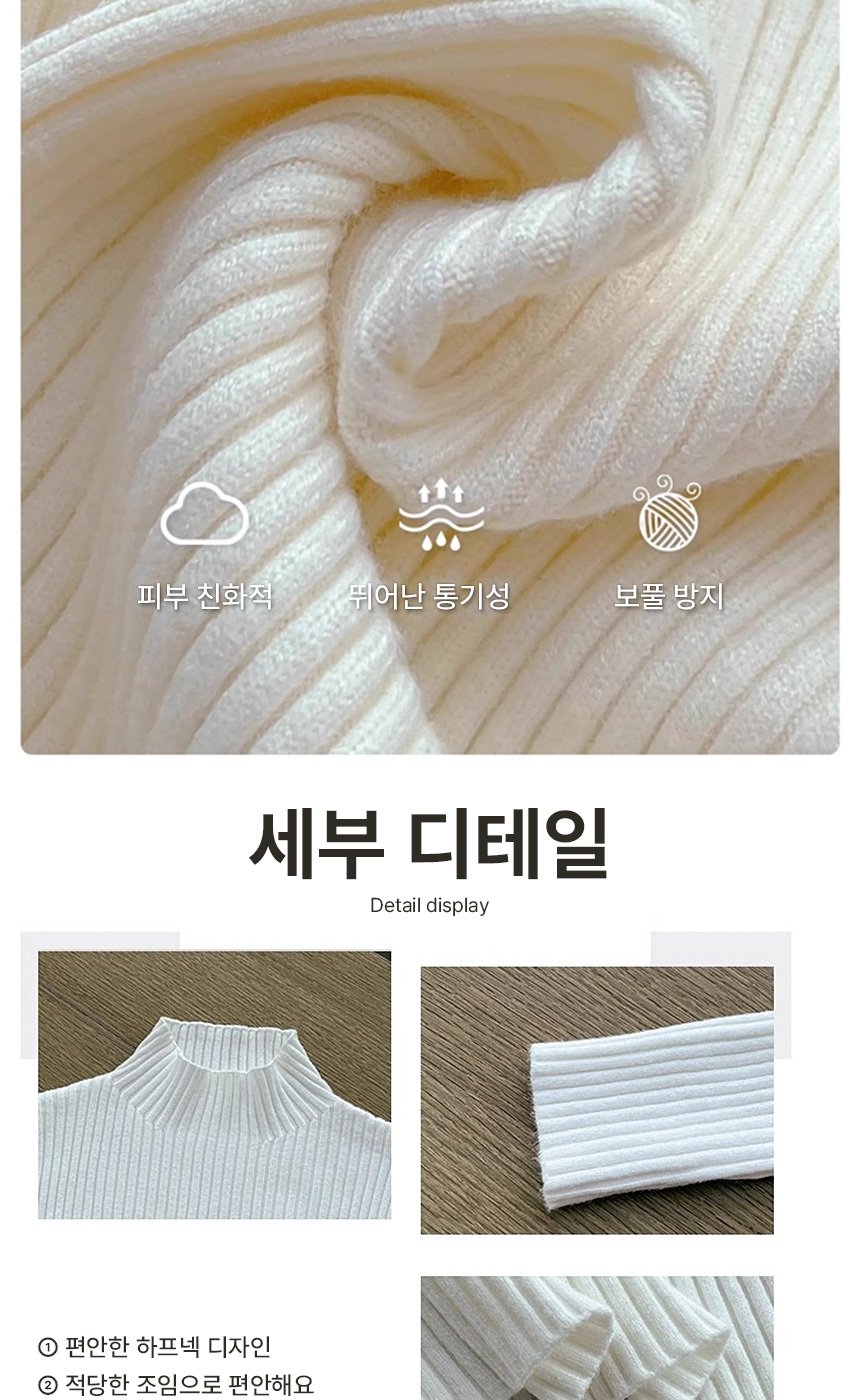 피부 친화적
뛰어난 통기성
보풀 방지
세부 디테일
Detail display
① 편안한 하프넥 디자인
② 적당한 조임으로 편안해요